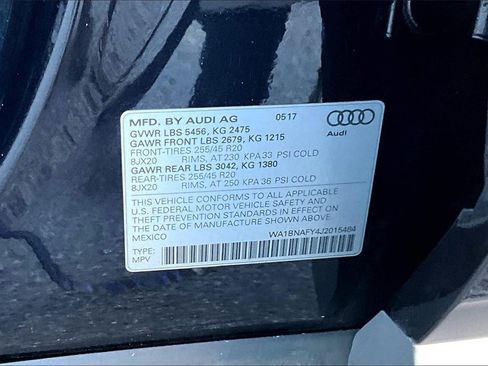 MFD. BY AUDI AG 0517
GVWR LBS 5456, KG 2475
GAWR FRONT LBS 2679, KG 1215
FRONT-TIRES 255/45 R20
8JX20 RIMS, AT 230 KPA 33 PSI COLD
GAWR REAR LBS 3042, KG 1380
REAR-TIRES 255/45 R20
8JX20 RIMS, AT 250 KPA 36 PSI COLD
Audi
THIS VEHICLE CONFORMS TO ALL APPLICABLE
U.S. FEDERAL MOTOR VEHICLE SAFETY AND
THEFT PREVENTION STANDARDS IN EFFECT ON
THE DATE OF MANUFACTURE SHOWN ABOVE
MEXICO
WA1BNAFY4J2015484
TYPE:
MPV